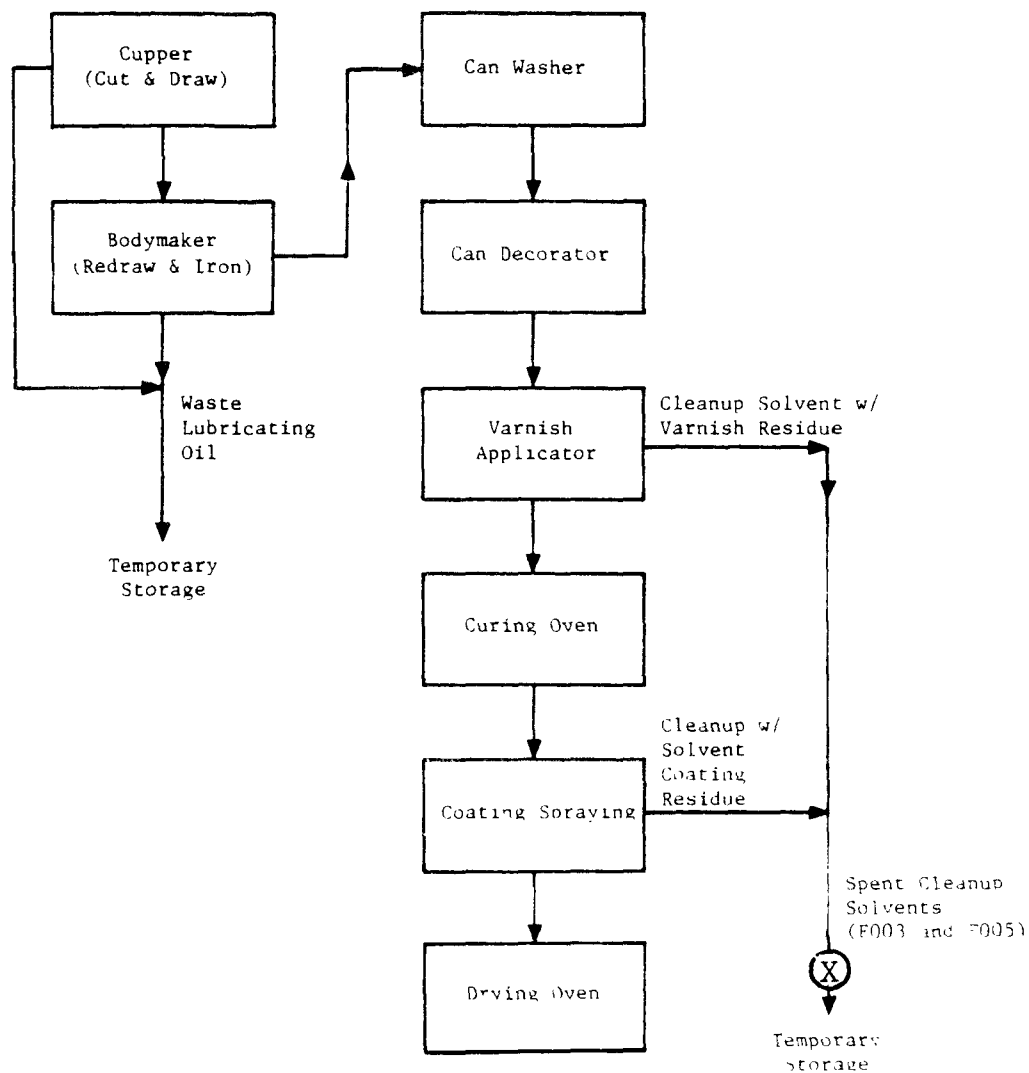 Cupper
(Cut & Draw)
Bodymaker
(Redraw & Iron)
Waste
Lubricating
Oil
Temporary
Storage
Can Washer
Can Decorator
Varnish
Applicator
Cleanup Solvent w/
Varnish Residue
Curing Oven
Cleanup w/
Solvent
Coating
Residue
Coating Spraying
Drying Oven
Spent Cleanup
Solvents
(F003 and F005)
X
Temporary
Storage